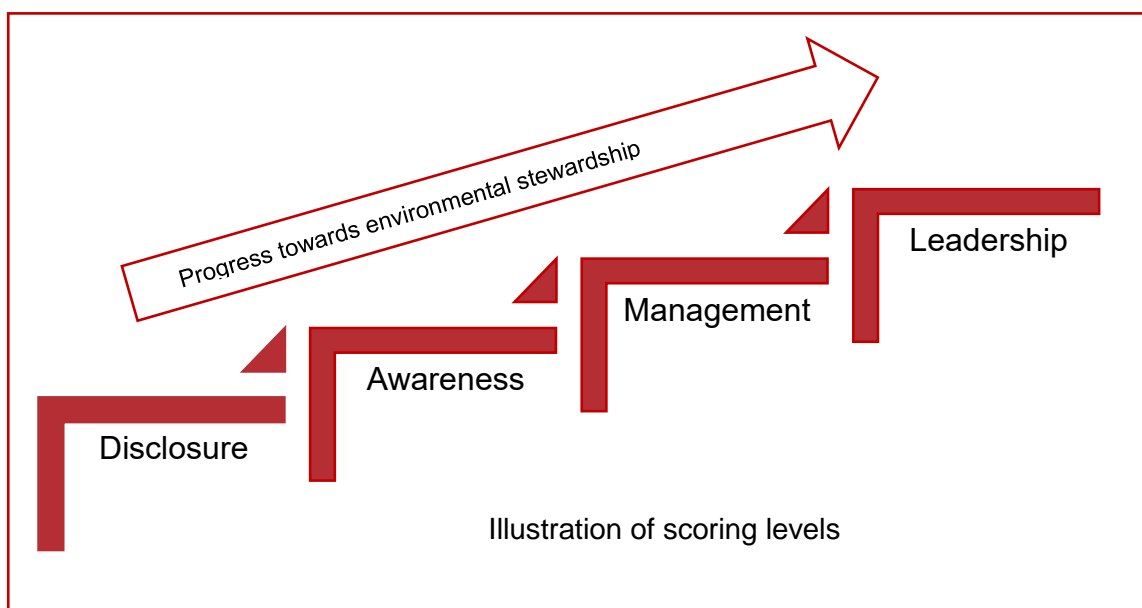 Progress towards environmental stewardship
Leadership
Management
Awareness
Disclosure
Illustration of scoring levels